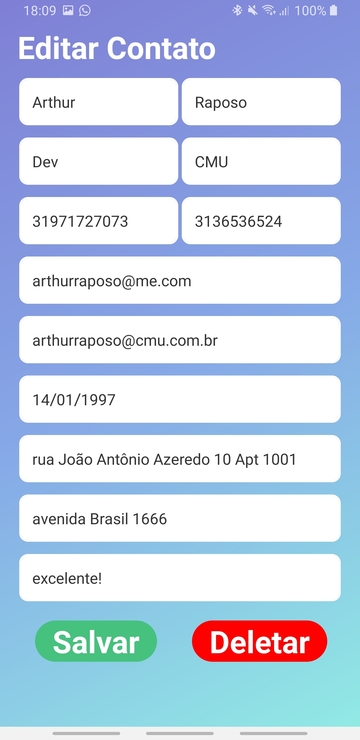 18:09 100%
Editar Contato
Arthur Raposo
Dev CMU
31971727073 3136536524
arthurraposo@me.com
arthurraposo@cmu.com.br
14/01/1997
rua João Antônio Azeredo 10 Apt 1001
avenida Brasil 1666
excelente!
Salvar Deletar